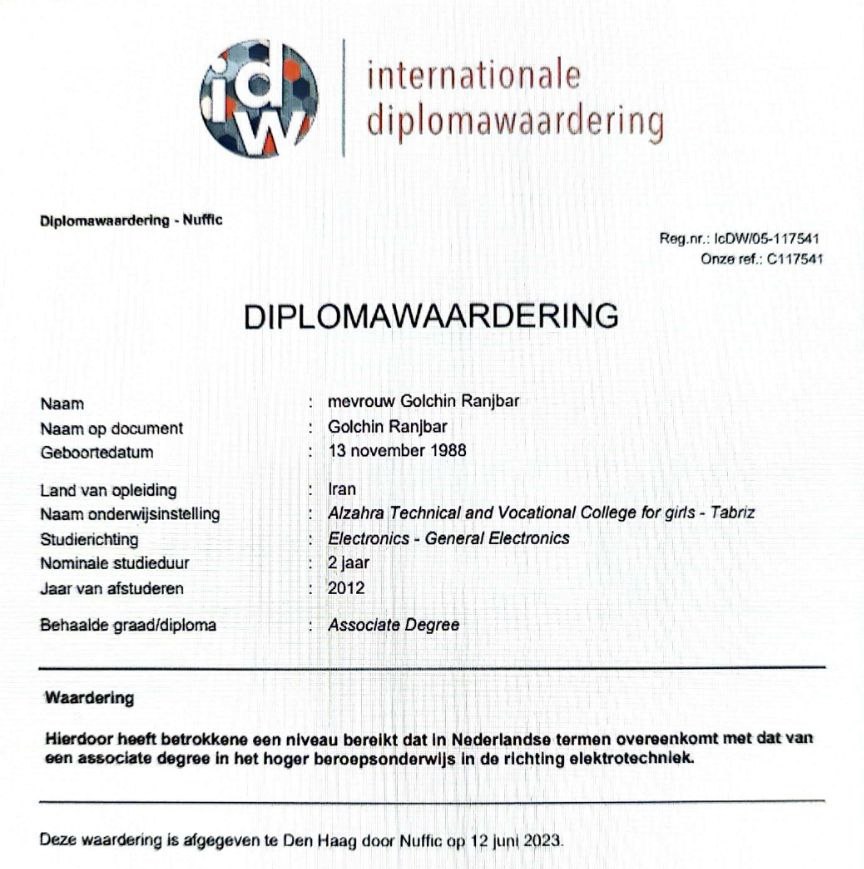 idw
internationale
diplomawaardering
Diplomawaardering - Nuffic
Reg.nr.: IcDW/05-117541
Onze ref.: C117541
DIPLOMAWAARDERING
Naam : mevrouw Golchin Ranjbar
Naam op document : Golchin Ranjbar
Geboortedatum : 13 november 1988
Land van opleiding : Iran
Naam onderwijsinstelling : Alzahra Technical and Vocational College for girls - Tabriz
Studierichting : Electronics - General Electronics
Nominale studieduur : 2 jaar
Jaar van afstuderen : 2012
Behaalde graad/diploma : Associate Degree
Waardering
Hierdoor heeft betrokkene een niveau bereikt dat in Nederlandse termen overeenkomt met dat van
een associate degree in het hoger beroepsonderwijs in de richting elektrotechniek.
Deze waardering is afgegeven te Den Haag door Nuffic op 12 juni 2023.